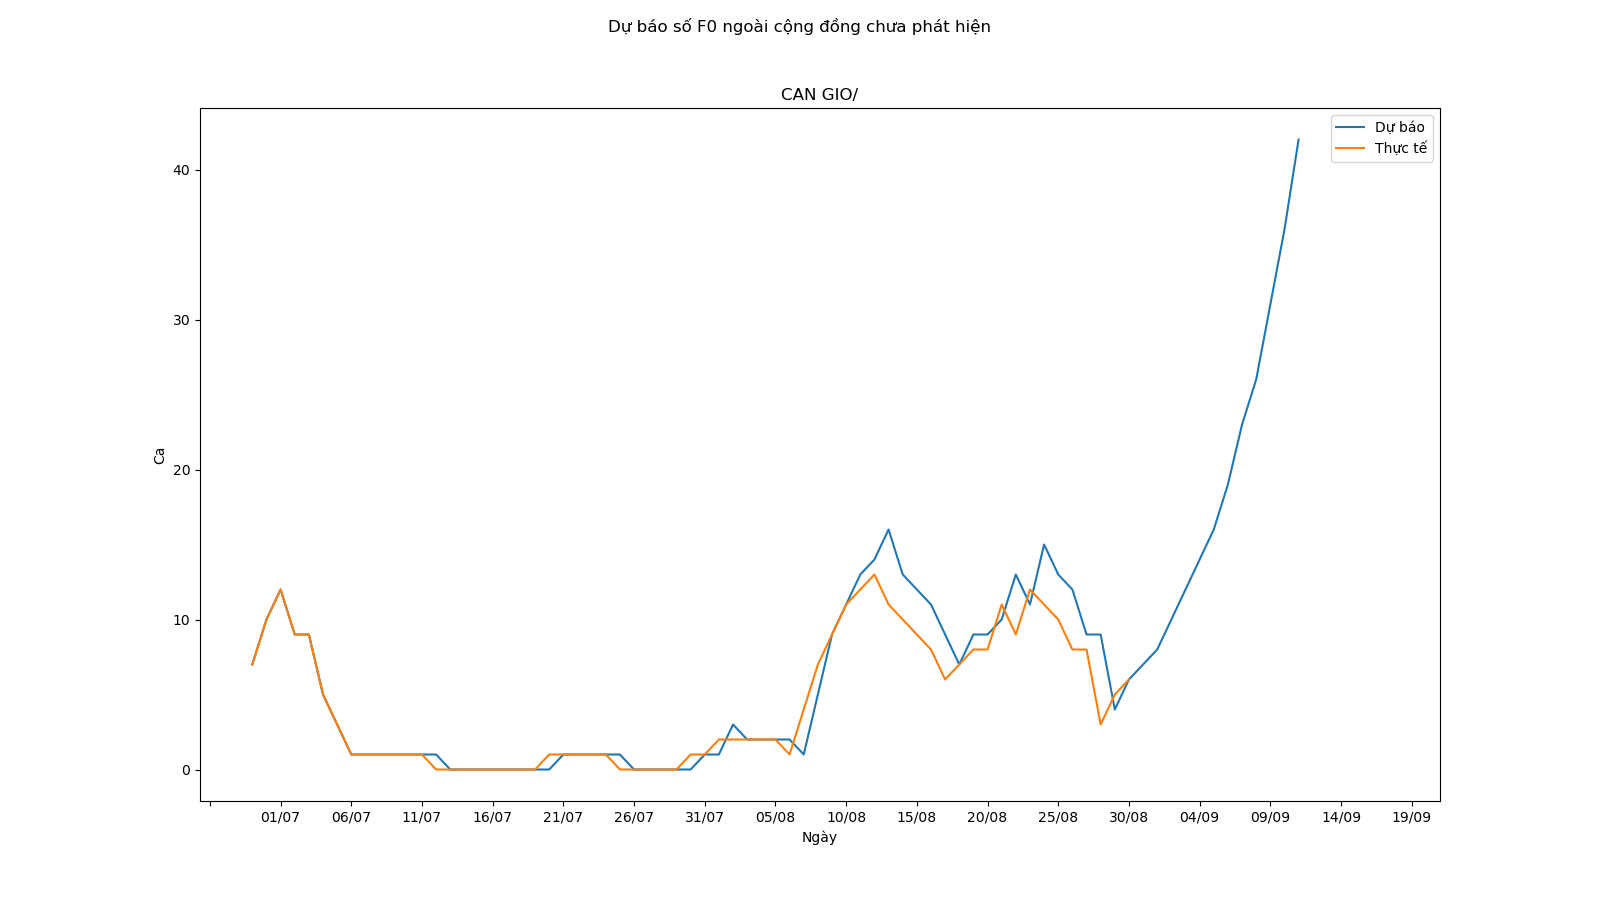 Dự báo số F0 ngoài cộng đồng chưa phát hiện
CAN GIO/
Dự báo
Thực tế
40
30
20
10
0
Ca
01/07 06/07 11/07 16/07 21/07 26/07 31/07 05/08 10/08 15/08 20/08 25/08 30/08 04/09 09/09 14/09 19/09
Ngày